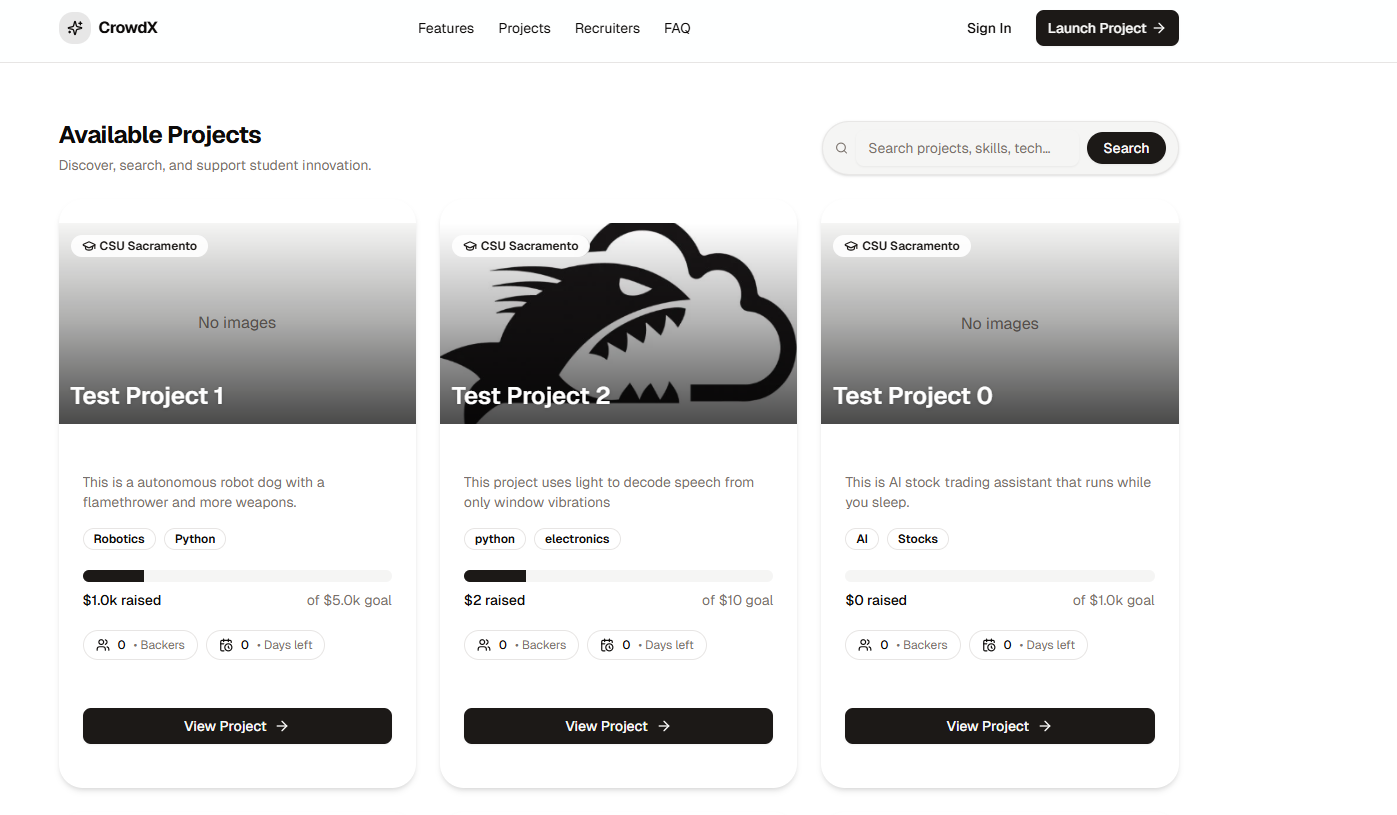 CrowdX
Features Projects Recruiters FAQ
Sign In
Launch Project →
Available Projects
Discover, search, and support student innovation.
Search projects, skills, tech...
Search
CSU Sacramento
No images
Test Project 1
This is a autonomous robot dog with a
flamethrower and more weapons.
Robotics Python
$1.0k raised of $5.0k goal
0 • Backers 0 • Days left
View Project →
CSU Sacramento
Test Project 2
This project uses light to decode speech from
only window vibrations
python electronics
$2 raised of $10 goal
0 • Backers 0 • Days left
View Project →
CSU Sacramento
No images
Test Project 0
This is AI stock trading assistant that runs while
you sleep.
AI Stocks
$0 raised of $1.0k goal
0 • Backers 0 • Days left
View Project →